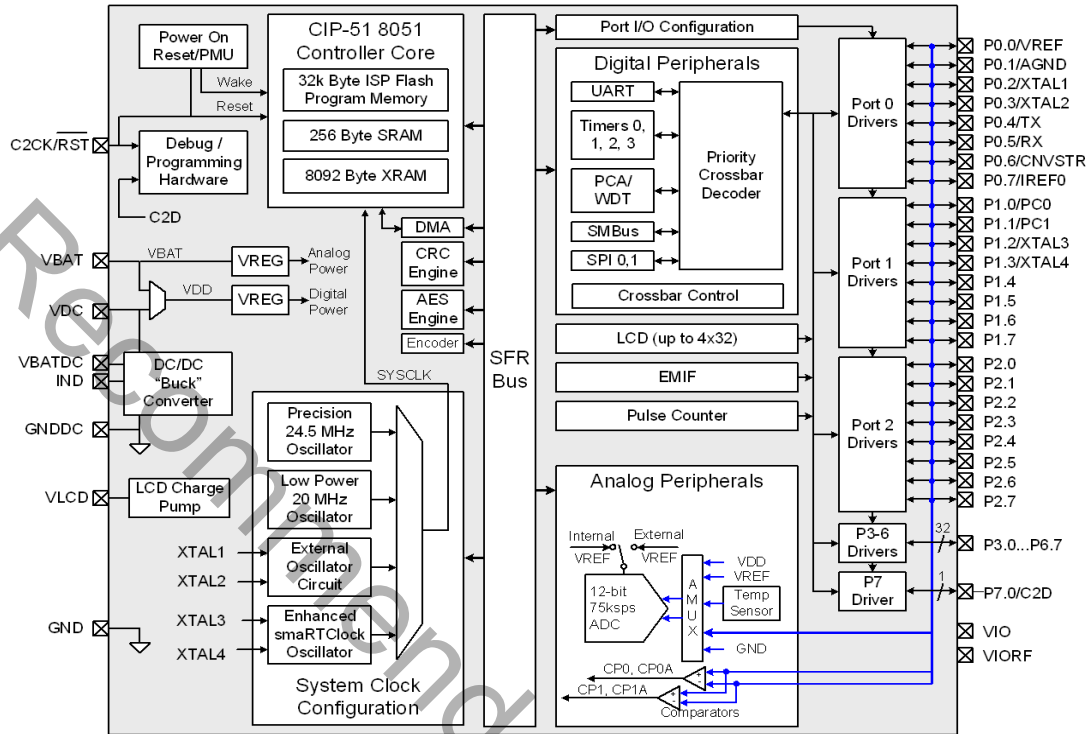 Power On
Reset/PMU
Wake
Reset
C2CK/RST
Debug /
Programming
Hardware
C2D
VBAT
VBAT
VREG
Analog
Power
VDD
VREG
Digital
Power
VDC
VBATDC
IND
DC/DC
"Buck"
Converter
GNDDC
VLCD
LCD Charge
Pump
XTAL1
XTAL2
XTAL3
XTAL4
GND
CIP-51 8051
Controller Core
32k Byte ISP Flash
Program Memory
256 Byte SRAM
8092 Byte XRAM
DMA
CRC
Engine
AES
Engine
Encoder
SYSCLK
Precision
24.5 MHz
Oscillator
Low Power
20 MHz
Oscillator
External
Oscillator
Circuit
Enhanced
smaRTClock
Oscillator
System Clock
Configuration
SFR
Bus
Port I/O Configuration
Digital Peripherals
UART
Timers 0,
1, 2, 3
PCA/
WDT
SMBus
SPI 0,1
Priority
Crossbar
Decoder
Crossbar Control
LCD (up to 4x32)
EMIF
Pulse Counter
Analog Peripherals
Internal
VREF
External
VREF
12-bit
75ksps
ADC
A
M
U
X
VDD
VREF
Temp
Sensor
GND
CP0, CP0A
CP1, CP1A
+
-
+
-
Comparators
Port 0
Drivers
Port 1
Drivers
Port 2
Drivers
P3-6
Drivers
P7
Driver
32
1
P0.0/VREF
P0.1/AGND
P0.2/XTAL1
P0.3/XTAL2
P0.4/TX
P0.5/RX
P0.6/CNVSTR
P0.7/IREF0
P1.0/PC0
P1.1/PC1
P1.2/XTAL3
P1.3/XTAL4
P1.4
P1.5
P1.6
P1.7
P2.0
P2.1
P2.2
P2.3
P2.4
P2.5
P2.6
P2.7
P3.0...P6.7
P7.0/C2D
VIO
VIORF
Recommend